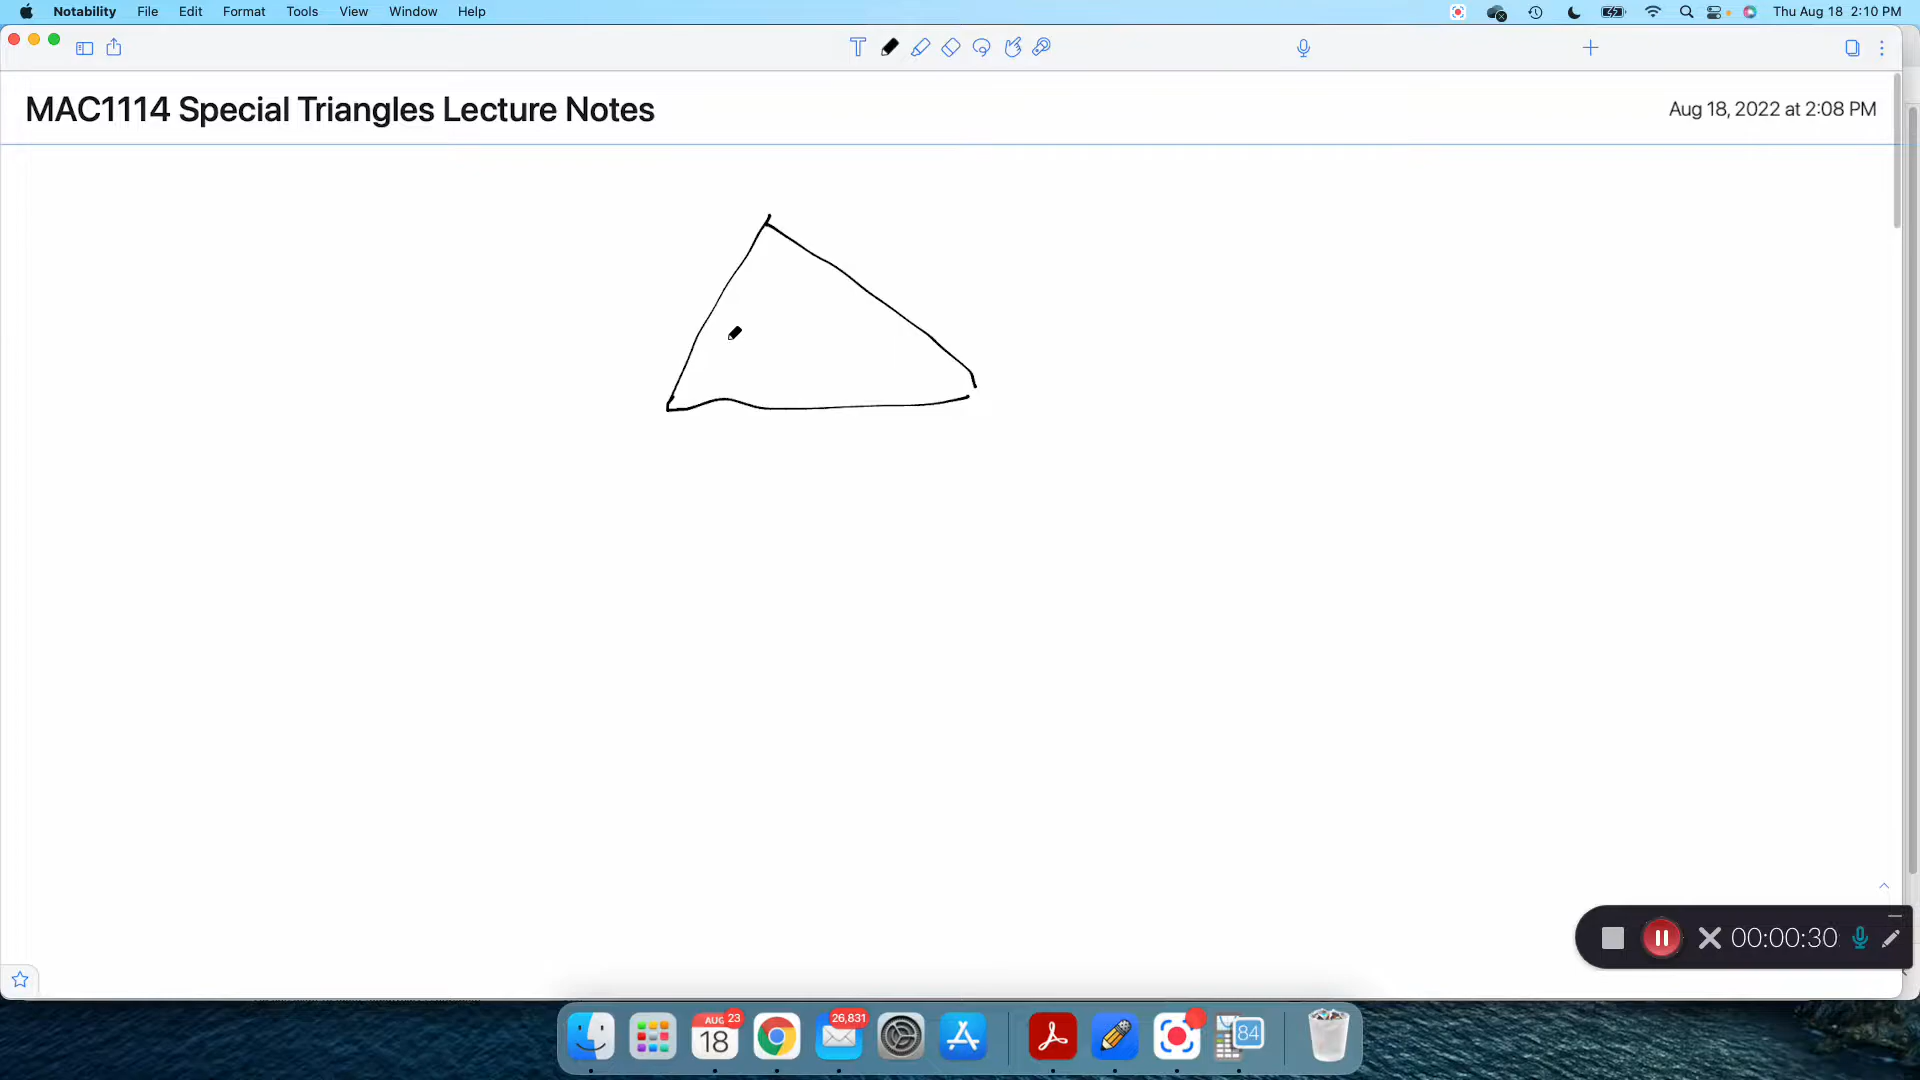 Notability File Edit Format Tools View Window Help Thu Aug 18 2:10 PM
MAC1114 Special Triangles Lecture Notes Aug 18, 2022 at 2:08 PM
00:00:30
AUG 23 26,831
18 84